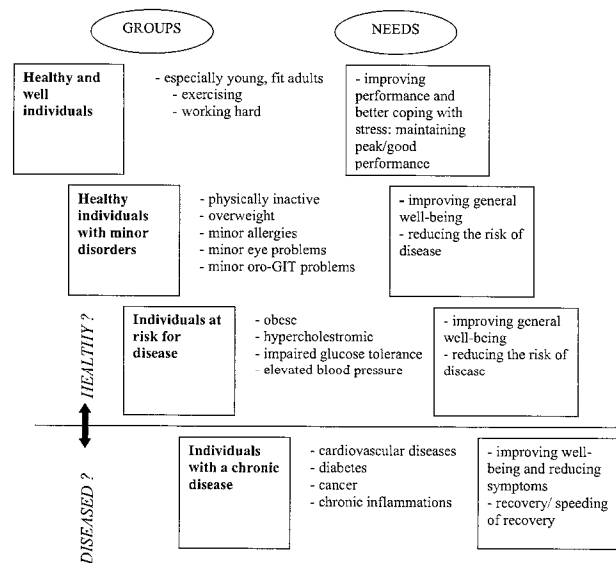 GROUPS
NEEDS
Healthy and
well
individuals
- especially young, fit adults
- exercising
- working hard
- improving
performance and
better coping with
stress: maintaining
peak/good
performance
Healthy
individuals
with minor
disorders
- physically inactive
- overweight
- minor allergies
- minor eye problems
- minor oro-GIT problems
- improving general
well-being
- reducing the risk of
disease
Individuals at
risk for
disease
- obese
- hypercholestromic
- impaired glucose tolerance
- elevated blood pressure
- improving general
well-being
- reducing the risk of
disease
HEALTHY ?
Individuals
with a chronic
disease
- cardiovascular diseases
- diabetes
- cancer
- chronic inflammations
- improving well-
being and reducing
symptoms
- recovery/ speeding
of recovery
DISEASED ?